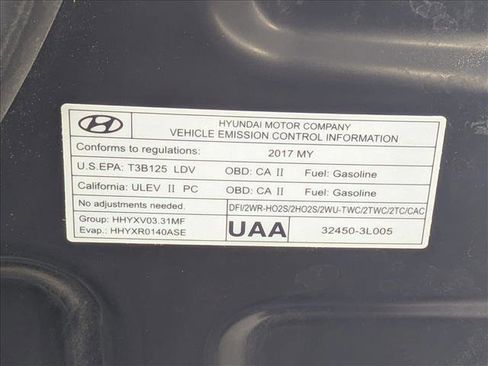 HYUNDAI MOTOR COMPANY
VEHICLE EMISSION CONTROL INFORMATION
Conforms to regulations: 2017 MY
U.S.EPA: T3B125 LDV OBD: CA II Fuel: Gasoline
California: ULEV II PC OBD: CA II Fuel: Gasoline
No adjustments needed. DFI/2WR-HO2S/2HO2S/2WU-TWC/2TWC/2TC/CAC
Group: HHYXV03.31MF
Evap.: HHYXR0140ASE
UAA 32450-3L005